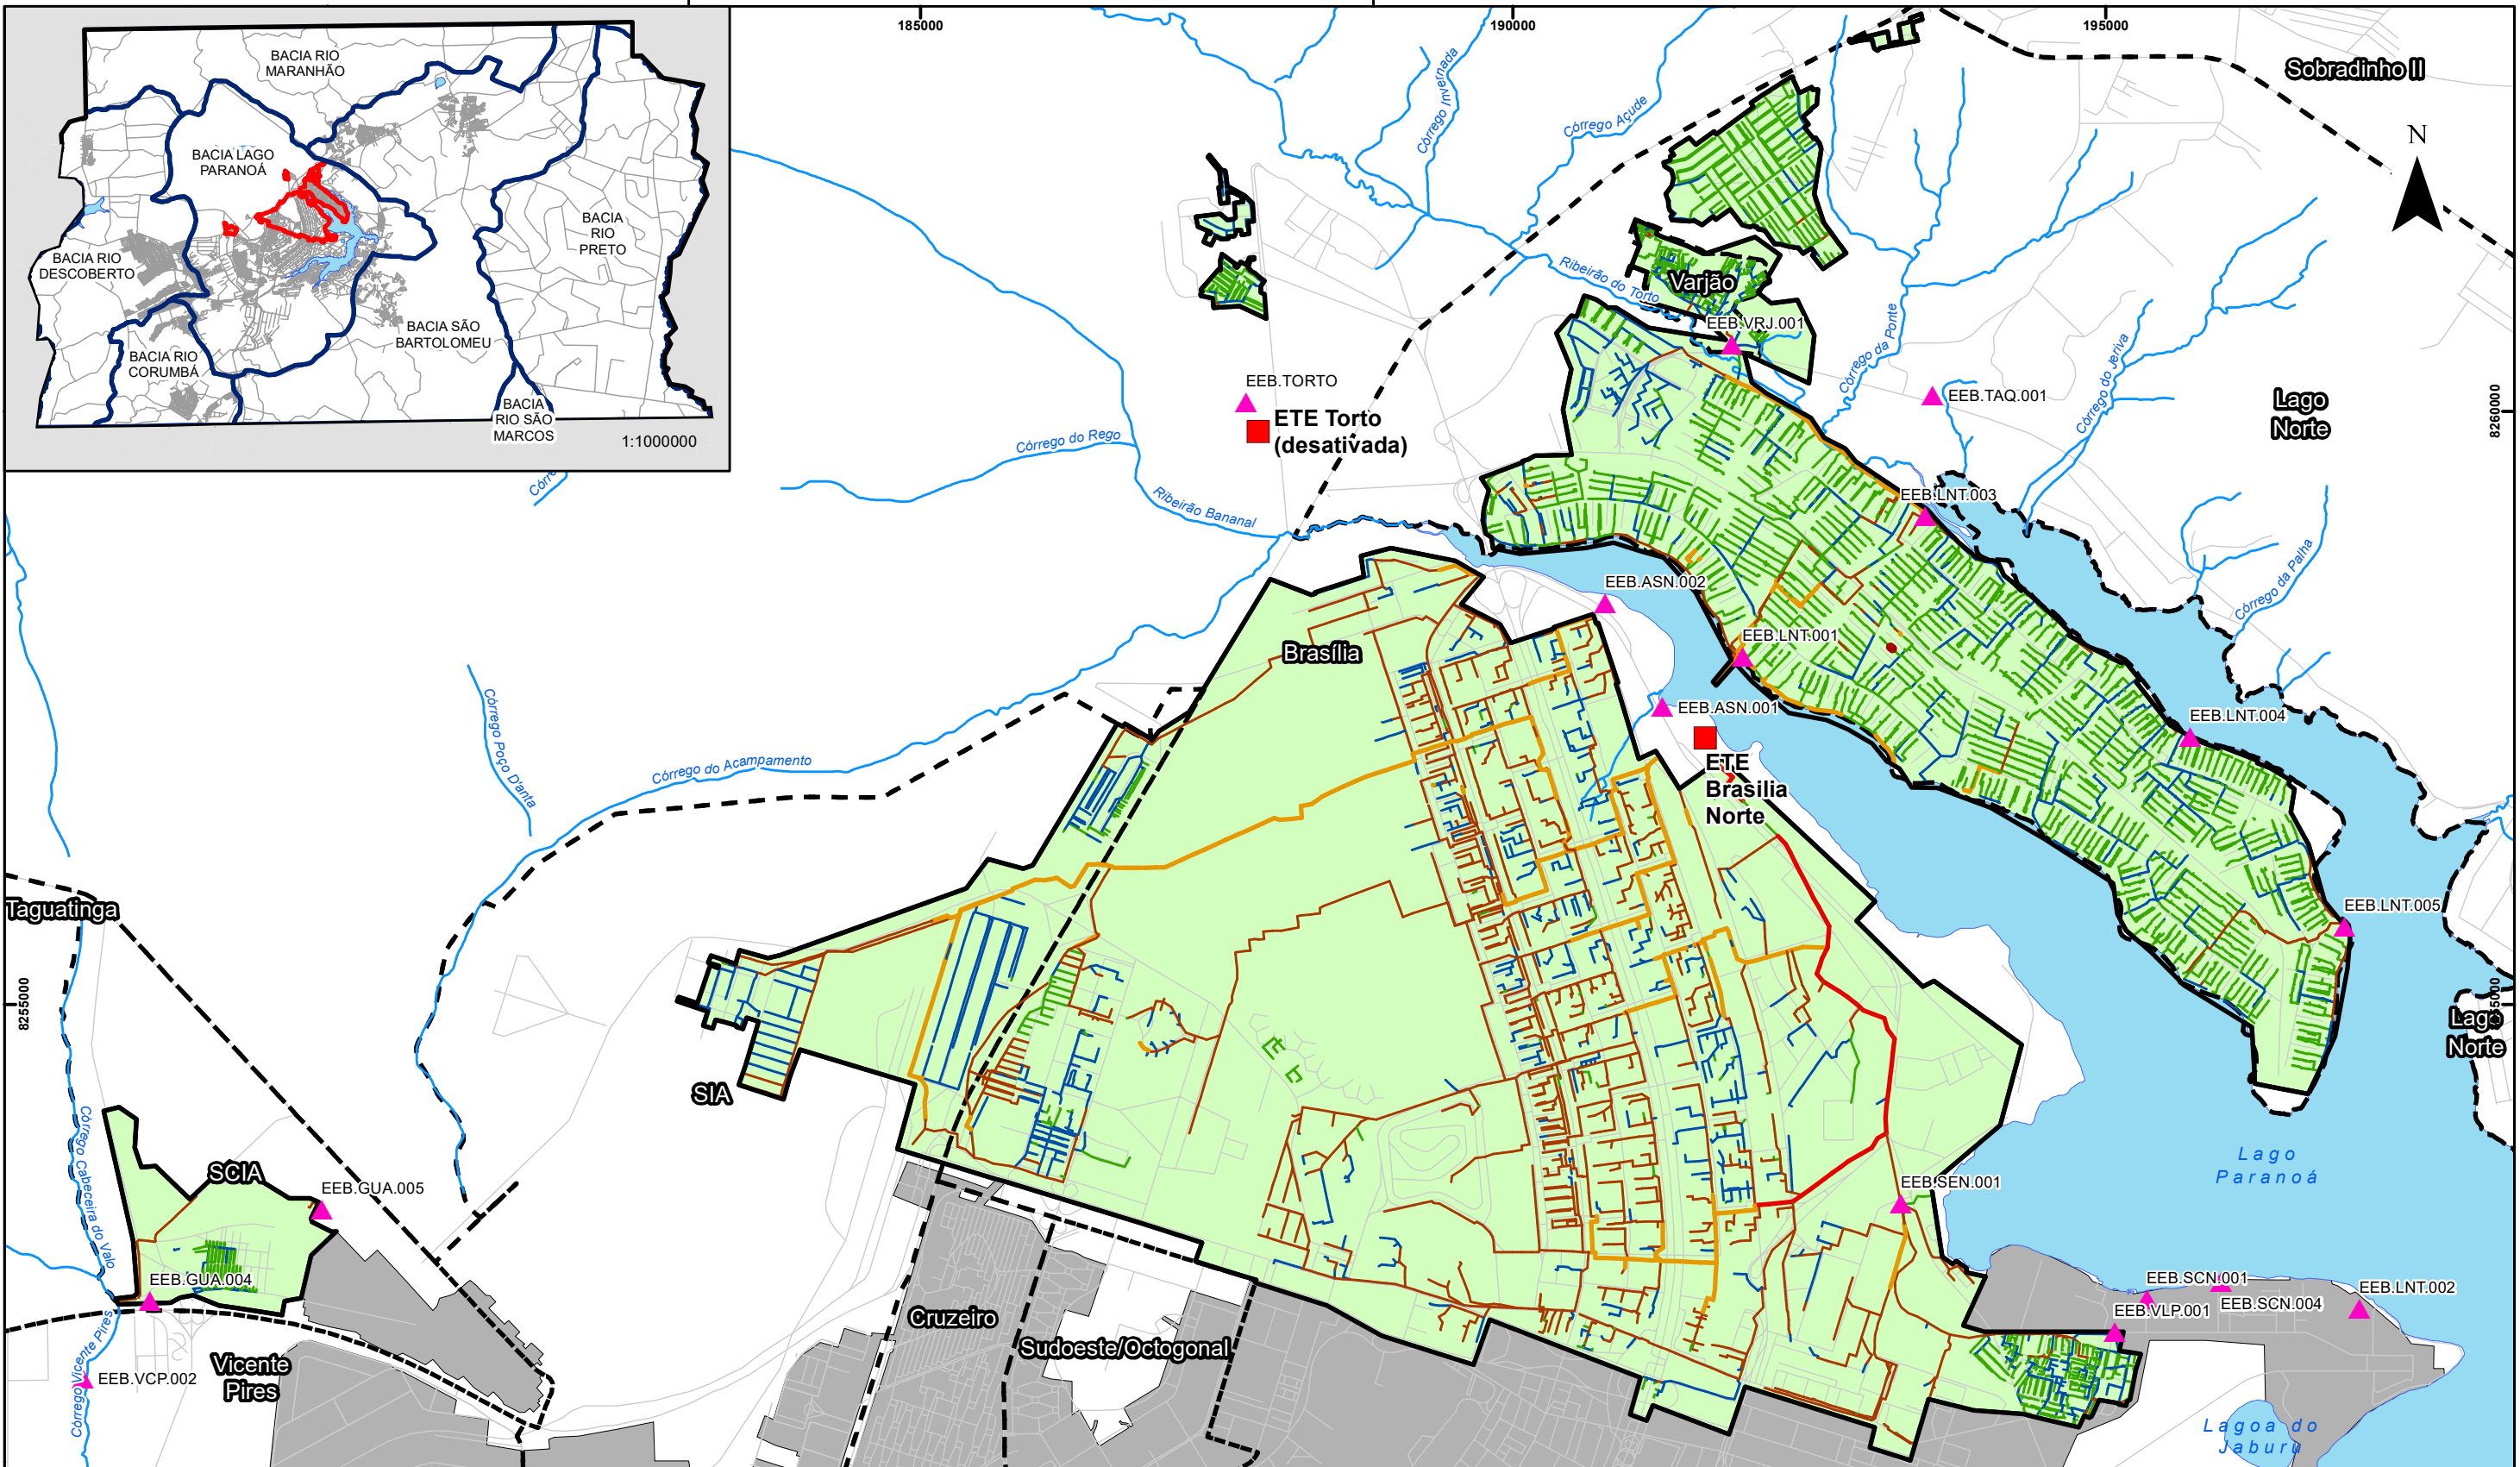 BACIA RIO
MARANHÃO
BACIA LAGO
PARANOÁ
BACIA
RIO
PRETO
BACIA RIO
DESCOBERTO
BACIA SÃO
BARTOLOMEU
BACIA RIO
CORUMBÁ
BACIA
RIO SÃO
MARCOS
1:1000000
185000
190000
195000
Sobradinho II
N
Córrego Invernada
Córrego Açude
Ribeirão do Torto
Varjão
EEB.VRJ.001
Córrego da Ponte
Córrego do Jeriva
EEB.TORTO
ETE Torto
(desativada)
EEB.TAQ.001
Lago
Norte
8260000
Córrego do Rego
Ribeirão Bananal
Córre
EEB.LNT.003
EEB.ASN.002
Córrego da Palha
Brasília
EEB.LNT.001
EEB.ASN.001
EEB.LNT.004
ETE
Brasilia
Norte
Córrego Poço D'anta
Córrego do Acampamento
Taguatinga
EEB.LNT.005
8255000
Lago
Norte
SIA
Córrego Cabeceira do Valo
SCIA
EEB.GUA.005
Lago
Paranoá
EEB.SEN.001
EEB.GUA.004
EEB.SCN.001
EEB.LNT.002
EEB.SCN.004
EEB.VLP.001
Cruzeiro
Sudoeste/Octogonal
Córrego Vicente Pires
Vicente
Pires
EEB.VCP.002
Lagoa do
Jaburu